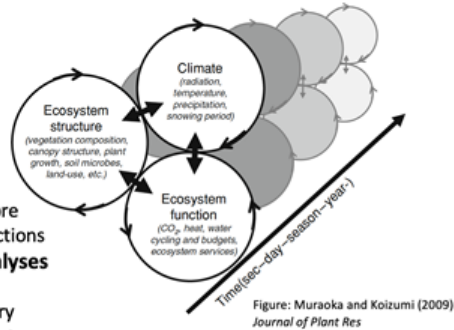 Climate
(radiation,
temperature,
precipitation,
snowing period)
Ecosystem
structure
(vegetation composition,
canopy structure, plant
growth, soil microbes,
land-use, etc.)
Ecosystem
function
(CO₂, heat, water
cycling and budgets,
ecosystem services)
ore
ctions
alyses
ry
Time(sec–day–season–year-)
Figure: Muraoka and Koizumi (2009)
Journal of Plant Res